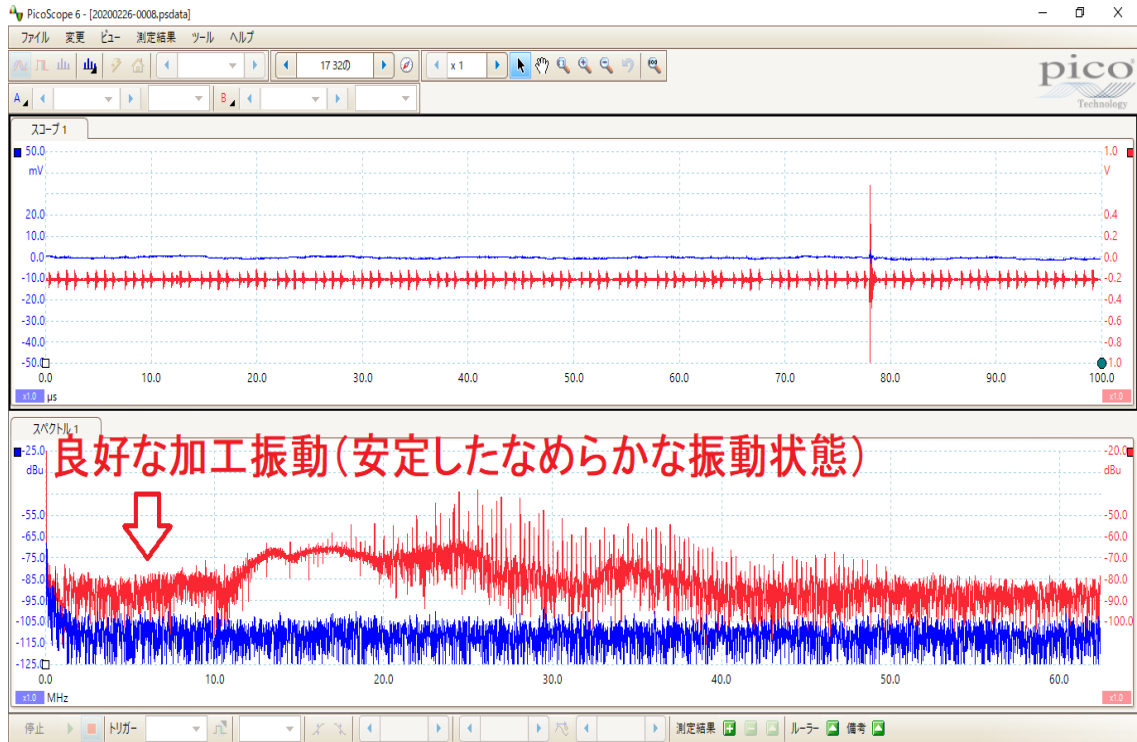 PicoScope 6 - [20200226-0008.psdata]
ファイル 変更 ビュー 測定結果 ツール ヘルプ
17 32の x 1
pico
Technology
A B
スコープ 1
50.0 1.0
mV V
20.0 0.4
10.0 0.2
0.0 0.0
-10.0 -0.2
-20.0 -0.4
-30.0 -0.6
-40.0 -0.8
-50.0 1.0
0.0 10.0 20.0 30.0 40.0 50.0 60.0 70.0 80.0 90.0 100.0
x1.0 µs x1.0
スペクトル 1
良好な加工振動(安定したなめらかな振動状態)
-25.0 -20.0
dBu dBu
-55.0 -50.0
-65.0 -60.0
-75.0 -70.0
-85.0 -80.0
-95.0 -90.0
-105.0 -100.0
-115.0
-125.0
0.0 10.0 20.0 30.0 40.0 50.0 60.0
x1.0 MHz x1.0
停止 トリガー 測定結果 ルーラー 備考